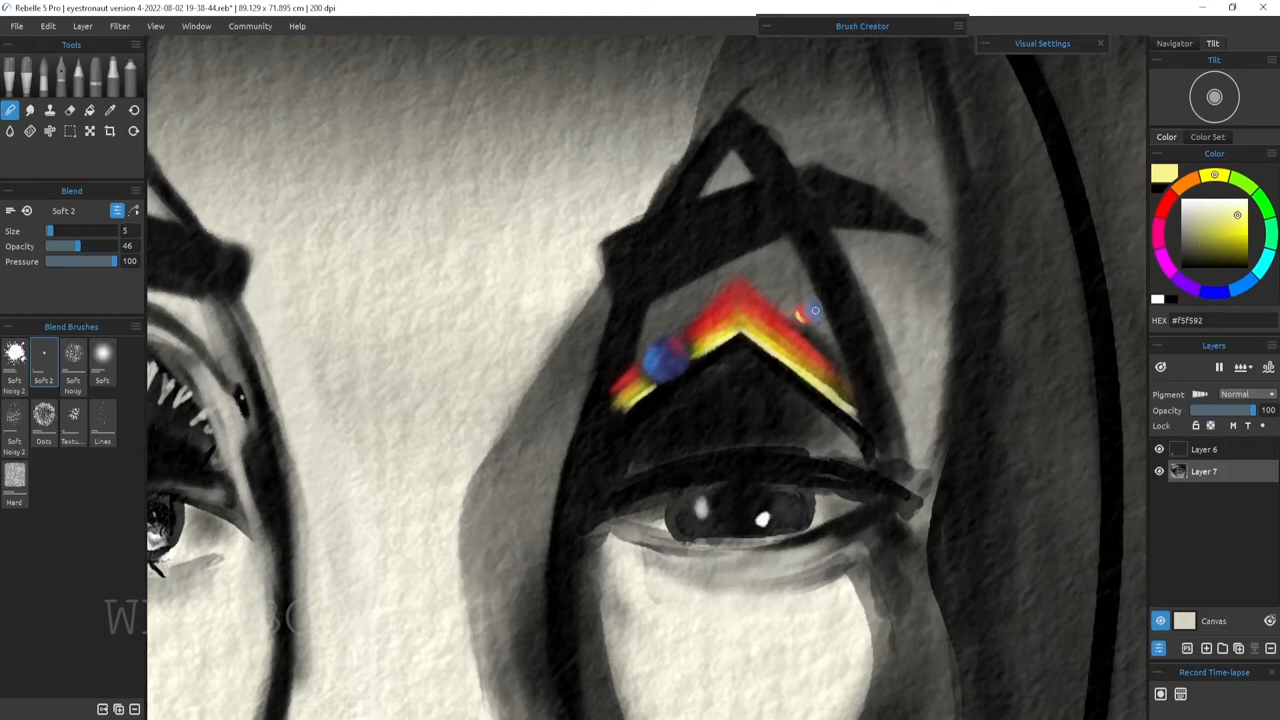 Rebelle 5 Pro | eyestronaut version 4-2022-08-02 19-38-44.reb* | 89.129 x 71.895 cm | 200 dpi
File Edit Layer Filter View Window Community Help
Brush Creator
Visual Settings
Tools
Blend
Soft 2
Size 5
Opacity 46
Pressure 100
Blend Brushes
Soft Noisy 2
Soft 2
Soft Noisy
Soft
Soft Noisy 2
Dots
Textu...
Lines
Hard
Navigator Tilt
Tilt
Color Color Set
Color
HEX #f5f592
Layers
Pigment Normal
Opacity 100
Lock M T
Layer 6
Layer 7
Canvas
PS
Record Time-lapse